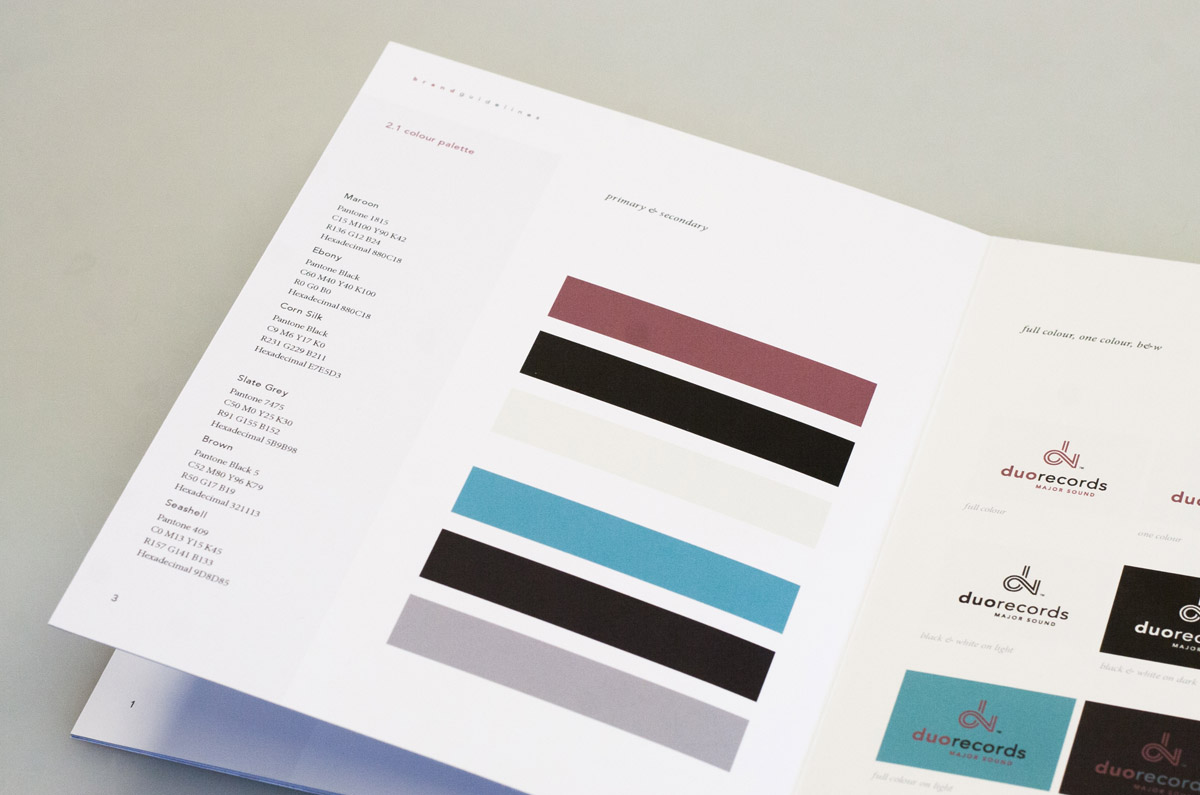 brandguidelines
2.1 colour palette
Maroon
Pantone 1815
C15 M100 Y90 K42
R136 G12 B24
Hexadecimal 880C18
Ebony
Pantone Black
C60 M40 Y40 K100
R0 G0 B0
Hexadecimal 880C18
Corn Silk
Pantone Black
C9 M6 Y17 K0
R231 G229 B211
Hexadecimal E7E5D3
Slate Grey
Pantone 7475
C50 M0 Y25 K30
R91 G155 B152
Hexadecimal 5B9B98
Brown
Pantone Black 5
C52 M80 Y96 K79
R50 G17 B19
Hexadecimal 321113
Seashell
Pantone 409
C0 M13 Y15 K45
R157 G141 B133
Hexadecimal 9D8D85
3
1
primary & secondary
full colour, one colour, b&w
duorecords
MAJOR SOUND
full colour
duo
one colour
duorecords
MAJOR SOUND
black & white on light
duoreco
MAJOR
black & white on dark
duorecords
MAJOR SOUND
full colour on light
duorecords
MAJOR SOUND